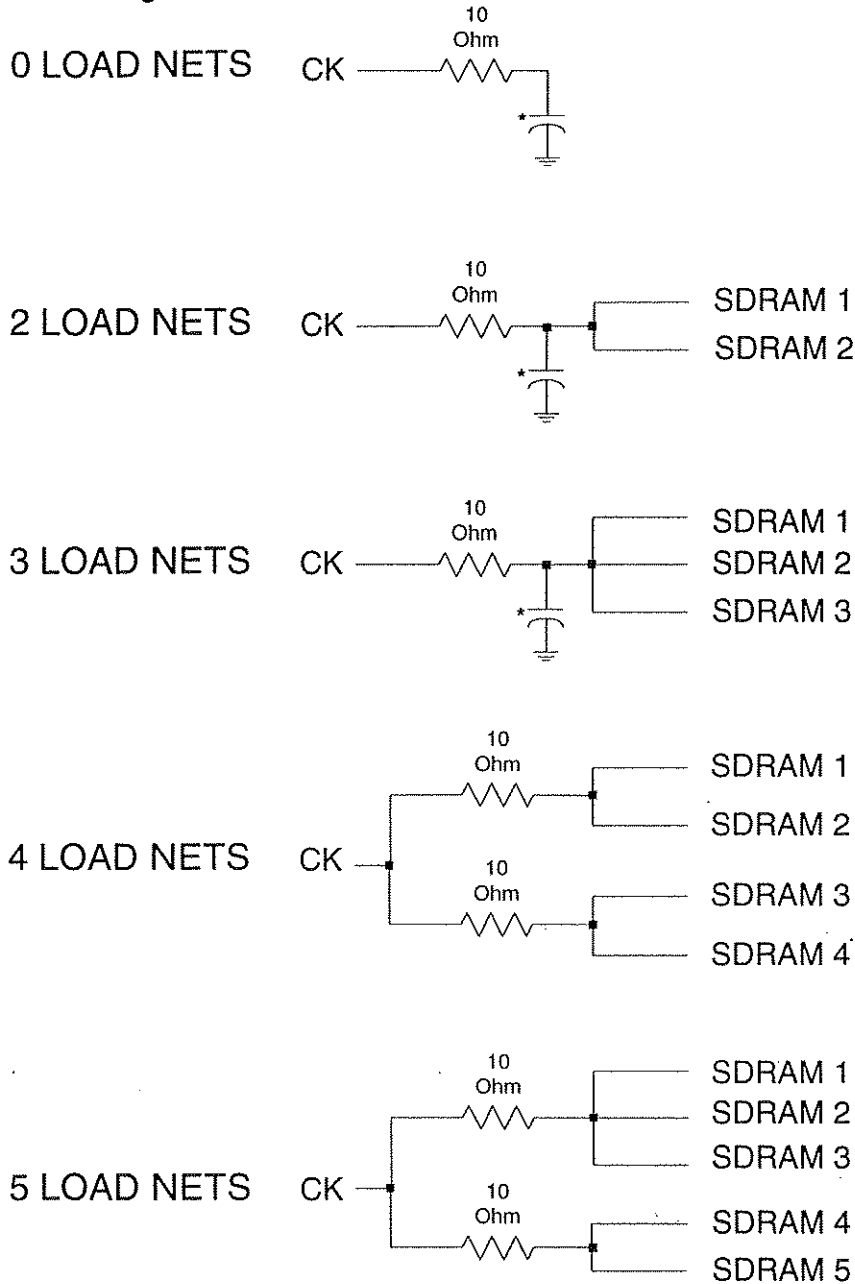 10
Ohm
0 LOAD NETS CK
*
10
Ohm
2 LOAD NETS CK
SDRAM 1
SDRAM 2
*
10
Ohm
3 LOAD NETS CK
SDRAM 1
SDRAM 2
SDRAM 3
*
10
Ohm
SDRAM 1
SDRAM 2
4 LOAD NETS CK
10
Ohm
SDRAM 3
SDRAM 4
10
Ohm
SDRAM 1
SDRAM 2
SDRAM 3
5 LOAD NETS CK
10
Ohm
SDRAM 4
SDRAM 5